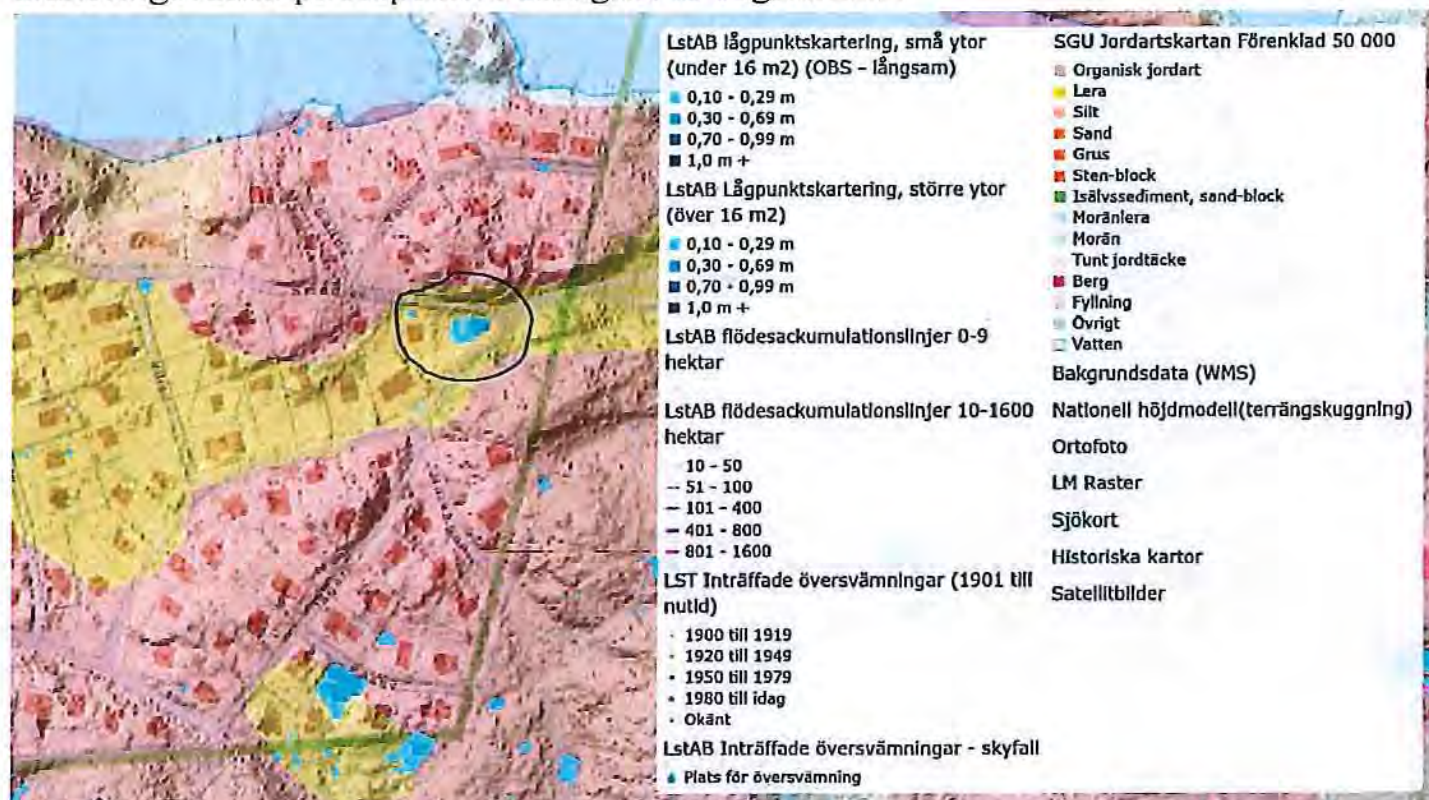 LstAB lågpunktskartering, små ytor
(under 16 m2) (OBS - långsam)
0,10 - 0,29 m
0,30 - 0,69 m
0,70 - 0,99 m
1,0 m +
LstAB Lågpunktskartering, större ytor
(över 16 m2)
0,10 - 0,29 m
0,30 - 0,69 m
0,70 - 0,99 m
1,0 m +
LstAB flödesackumulationslinjer 0-9
hektar
LstAB flödesackumulationslinjer 10-1600
hektar
10 - 50
51 - 100
101 - 400
401 - 800
801 - 1600
LST Inträffade översvämningar (1901 till
nutid)
1900 till 1919
1920 till 1949
1950 till 1979
1980 till idag
Okänt
LstAB Inträffade översvämningar - skyfall
Plats för översvämning
SGU Jordartskartan Förenklad 50 000
Organisk jordart
Lera
Silt
Sand
Grus
Sten-block
Isälvssediment, sand-block
Moränlera
Morän
Tunt jordtäcke
Berg
Fyllning
Övrigt
Vatten
Bakgrundsdata (WMS)
Nationell höjdmodell(terrängskuggning)
Ortofoto
LM Raster
Sjökort
Historiska kartor
Satellitbilder